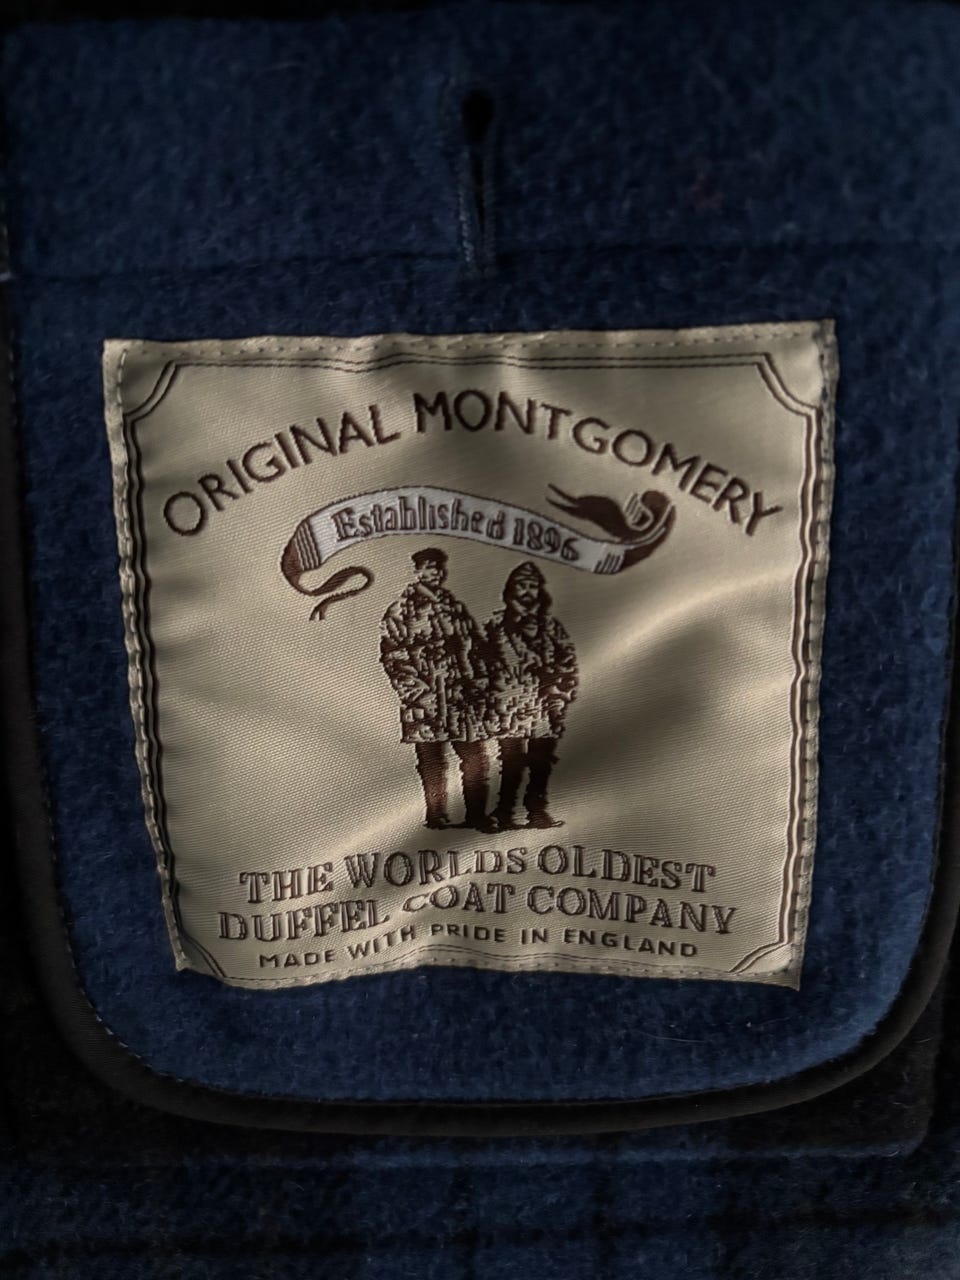 ORIGINAL MONTGOMERY
Established 1896
THE WORLDS OLDEST
DUFFEL COAT COMPANY
MADE WITH PRIDE IN ENGLAND